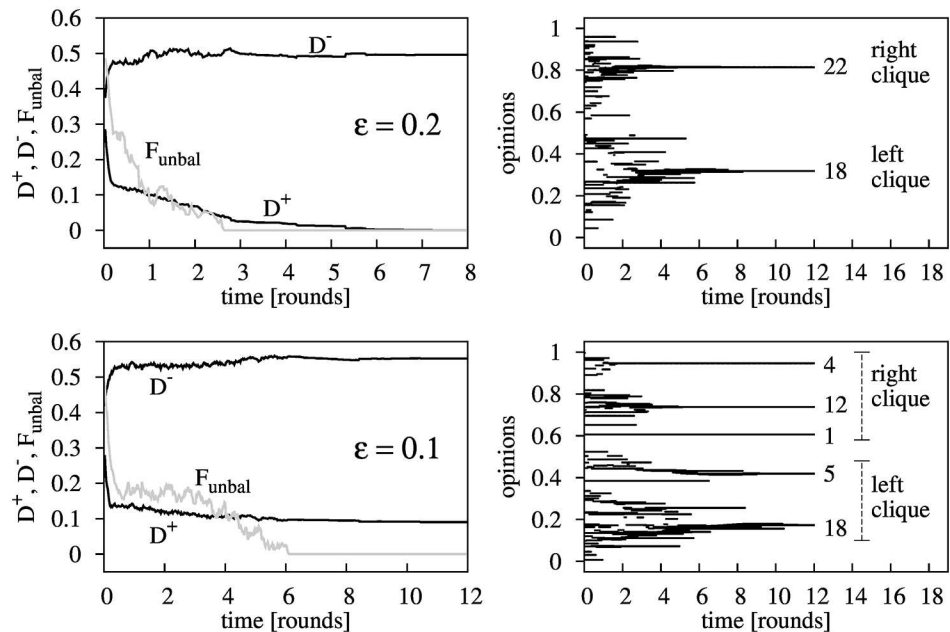 D⁺, D⁻, F_unbal
0.6
0.5
0.4
0.3
0.2
0.1
0
D⁻
ε = 0.2
F_unbal
D⁺
0 1 2 3 4 5 6 7 8
time [rounds]
opinions
1
0.8
0.6
0.4
0.2
0
22
right
clique
18
left
clique
0 2 4 6 8 10 12 14 16 18
time [rounds]
D⁺, D⁻, F_unbal
0.6
0.5
0.4
0.3
0.2
0.1
0
D⁻
ε = 0.1
F_unbal
D⁺
0 2 4 6 8 10 12
time [rounds]
opinions
1
0.8
0.6
0.4
0.2
0
4
12
1
right
clique
5
18
left
clique
0 2 4 6 8 10 12 14 16 18
time [rounds]